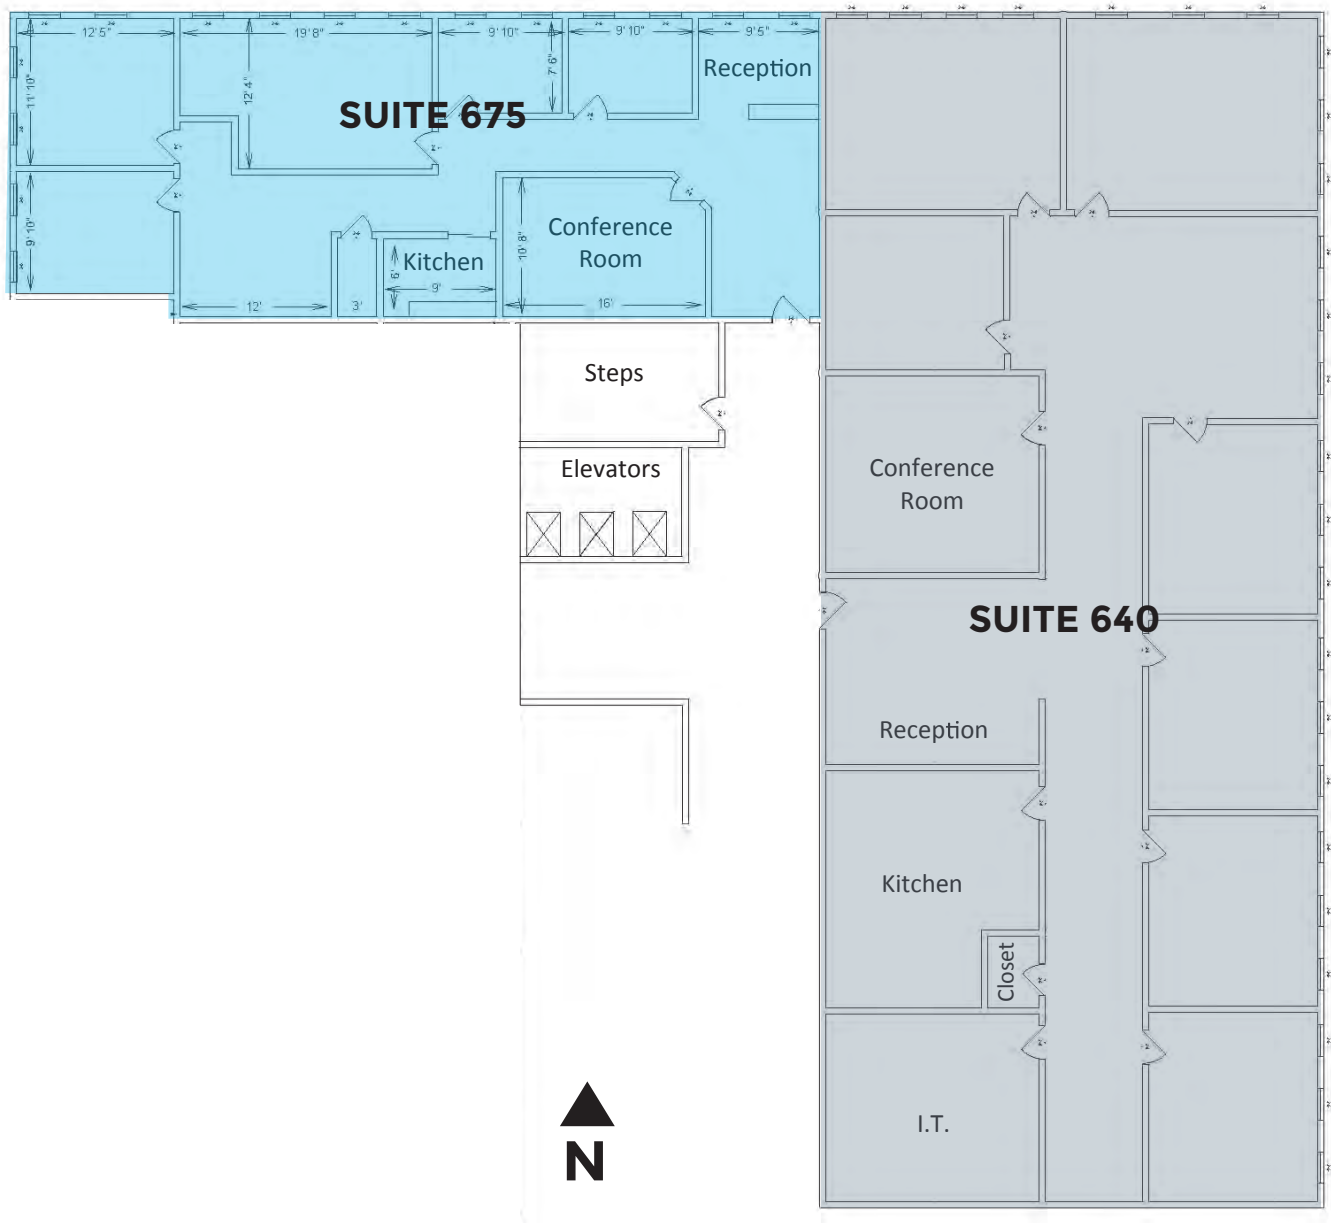 12'5"
19'8"
9'10"
9'10"
9'5"
Reception
11'10"
12'4"
7'6"
SUITE 675
9'10"
Conference
Room
10'8"
Kitchen
6'
9'
12'
3'
16'
Steps
Elevators
Conference
Room
SUITE 640
Reception
Kitchen
Closet
I.T.
N